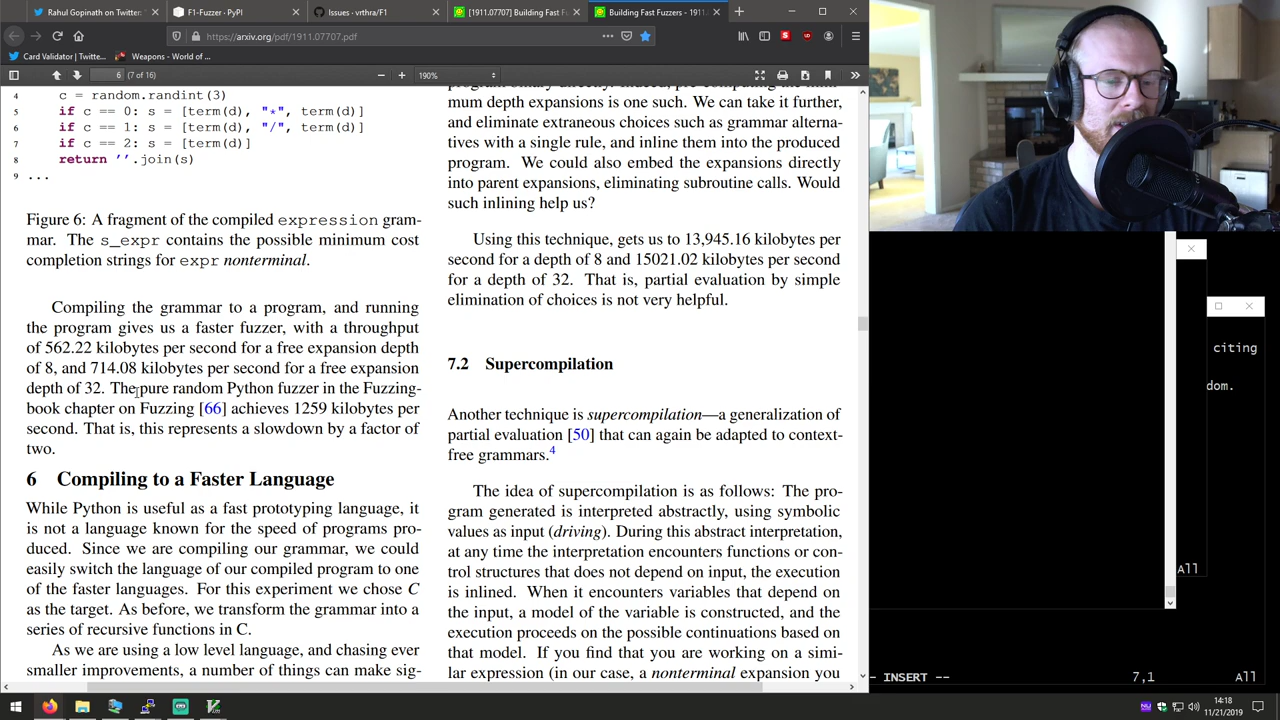 Rahul Gopinath on Twitter: "
F1-Fuzzer · PyPI
Issues · vrthra/F1
[1911.07707] Building Fast Fu
Building Fast Fuzzers - 1911.
https://arxiv.org/pdf/1911.07707.pdf
Card Validator | Twitch
Weapons - World of ...
6
(7 of 16)
190%
4 c = random.randint(3)
5 if c == 0: s = [term(d), "*", term(d)]
6 if c == 1: s = [term(d), "/", term(d)]
7 if c == 2: s = [term(d)]
8 return ''.join(s)
9 ...
Figure 6: A fragment of the compiled expression gram-
mar. The s_expr contains the possible minimum cost
completion strings for expr nonterminal.
Compiling the grammar to a program, and running
the program gives us a faster fuzzer, with a throughput
of 562.22 kilobytes per second for a free expansion depth
of 8, and 714.08 kilobytes per second for a free expansion
depth of 32. The pure random Python fuzzer in the Fuzzing-
book chapter on Fuzzing [66] achieves 1259 kilobytes per
second. That is, this represents a slowdown by a factor of
two.
6 Compiling to a Faster Language
While Python is useful as a fast prototyping language, it
is not a language known for the speed of programs pro-
duced. Since we are compiling our grammar, we could
easily switch the language of our compiled program to one
of the faster languages. For this experiment we chose C
as the target. As before, we transform the grammar into a
series of recursive functions in C.
As we are using a low level language, and chasing ever
smaller improvements, a number of things can make sig-
mum depth expansions is one such. We can take it further,
and eliminate extraneous choices such as grammar alterna-
tives with a single rule, and inline them into the produced
program. We could also embed the expansions directly
into parent expansions, eliminating subroutine calls. Would
such inlining help us?
Using this technique, gets us to 13,945.16 kilobytes per
second for a depth of 8 and 15021.02 kilobytes per second
for a depth of 32. That is, partial evaluation by simple
elimination of choices is not very helpful.
7.2 Supercompilation
Another technique is supercompilation—a generalization of
partial evaluation [50] that can again be adapted to context-
free grammars.4
The idea of supercompilation is as follows: The pro-
gram generated is interpreted abstractly, using symbolic
values as input (driving). During this abstract interpretation,
at any time the interpretation encounters functions or con-
trol structures that does not depend on input, the execution
is inlined. When it encounters variables that depend on
the input, a model of the variable is constructed, and the
execution proceeds on the possible continuations based on
that model. If you find that you are working on a simi-
lar expression (in our case, a nonterminal expansion you
citing
dom.
All
- INSERT --
7,1
All
14:18
11/21/2019